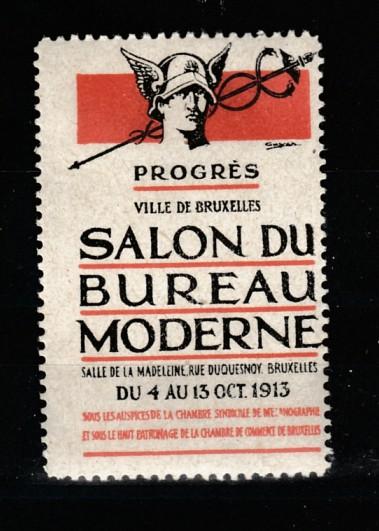 PROGRÈS
VILLE DE BRUXELLES
SALON DU
BUREAU
MODERNE
SALLE DE LA MADELEINE, RUE DUQUESNOY, BRUXELLES
DU 4 AU 13 OCT. 1913
SOUS LES AUSPICES DE LA CHAMBRE SYNDICALE DE MECANOGRAPHIE
ET SOUS LE HAUT PATRONAGE DE LA CHAMBRE DE COMMERCE DE BRUXELLES